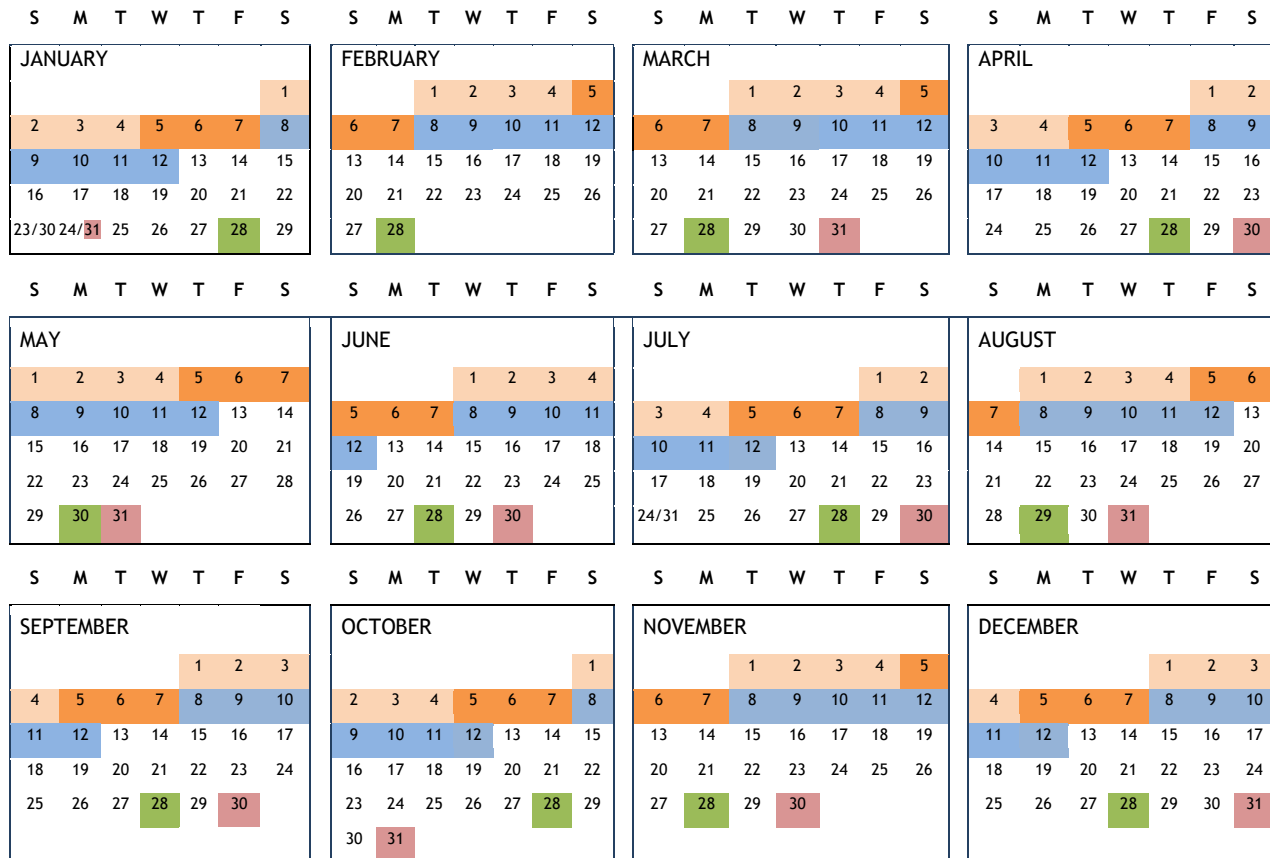 S M T W T F S S M T W T F S S M T W T F S S M T W T F S
JANUARY FEBRUARY MARCH APRIL
1 1 2 3 4 5 1 2 3 4 5 1 2
2 3 4 5 6 7 8 6 7 8 9 10 11 12 6 7 8 9 10 11 12 3 4 5 6 7 8 9
9 10 11 12 13 14 15 13 14 15 16 17 18 19 13 14 15 16 17 18 19 10 11 12 13 14 15 16
16 17 18 19 20 21 22 20 21 22 23 24 25 26 20 21 22 23 24 25 26 17 18 19 20 21 22 23
23/30 24/31 25 26 27 28 29 27 28 27 28 29 30 31 24 25 26 27 28 29 30
S M T W T F S S M T W T F S S M T W T F S S M T W T F S
MAY JUNE JULY AUGUST
1 2 3 4 5 6 7 1 2 3 4 1 2 1 2 3 4 5 6
8 9 10 11 12 13 14 5 6 7 8 9 10 11 3 4 5 6 7 8 9 7 8 9 10 11 12 13
15 16 17 18 19 20 21 12 13 14 15 16 17 18 10 11 12 13 14 15 16 14 15 16 17 18 19 20
22 23 24 25 26 27 28 19 20 21 22 23 24 25 17 18 19 20 21 22 23 21 22 23 24 25 26 27
29 30 31 26 27 28 29 30 24/31 25 26 27 28 29 30 28 29 30 31
S M T W T F S S M T W T F S S M T W T F S S M T W T F S
SEPTEMBER OCTOBER NOVEMBER DECEMBER
1 2 3 1 1 2 3 4 5 1 2 3
4 5 6 7 8 9 10 2 3 4 5 6 7 8 6 7 8 9 10 11 12 4 5 6 7 8 9 10
11 12 13 14 15 16 17 9 10 11 12 13 14 15 13 14 15 16 17 18 19 11 12 13 14 15 16 17
18 19 20 21 22 23 24 16 17 18 19 20 21 22 20 21 22 23 24 25 26 18 19 20 21 22 23 24
25 26 27 28 29 30 23 24 25 26 27 28 29 27 28 29 30 25 26 27 28 29 30 31
30 31